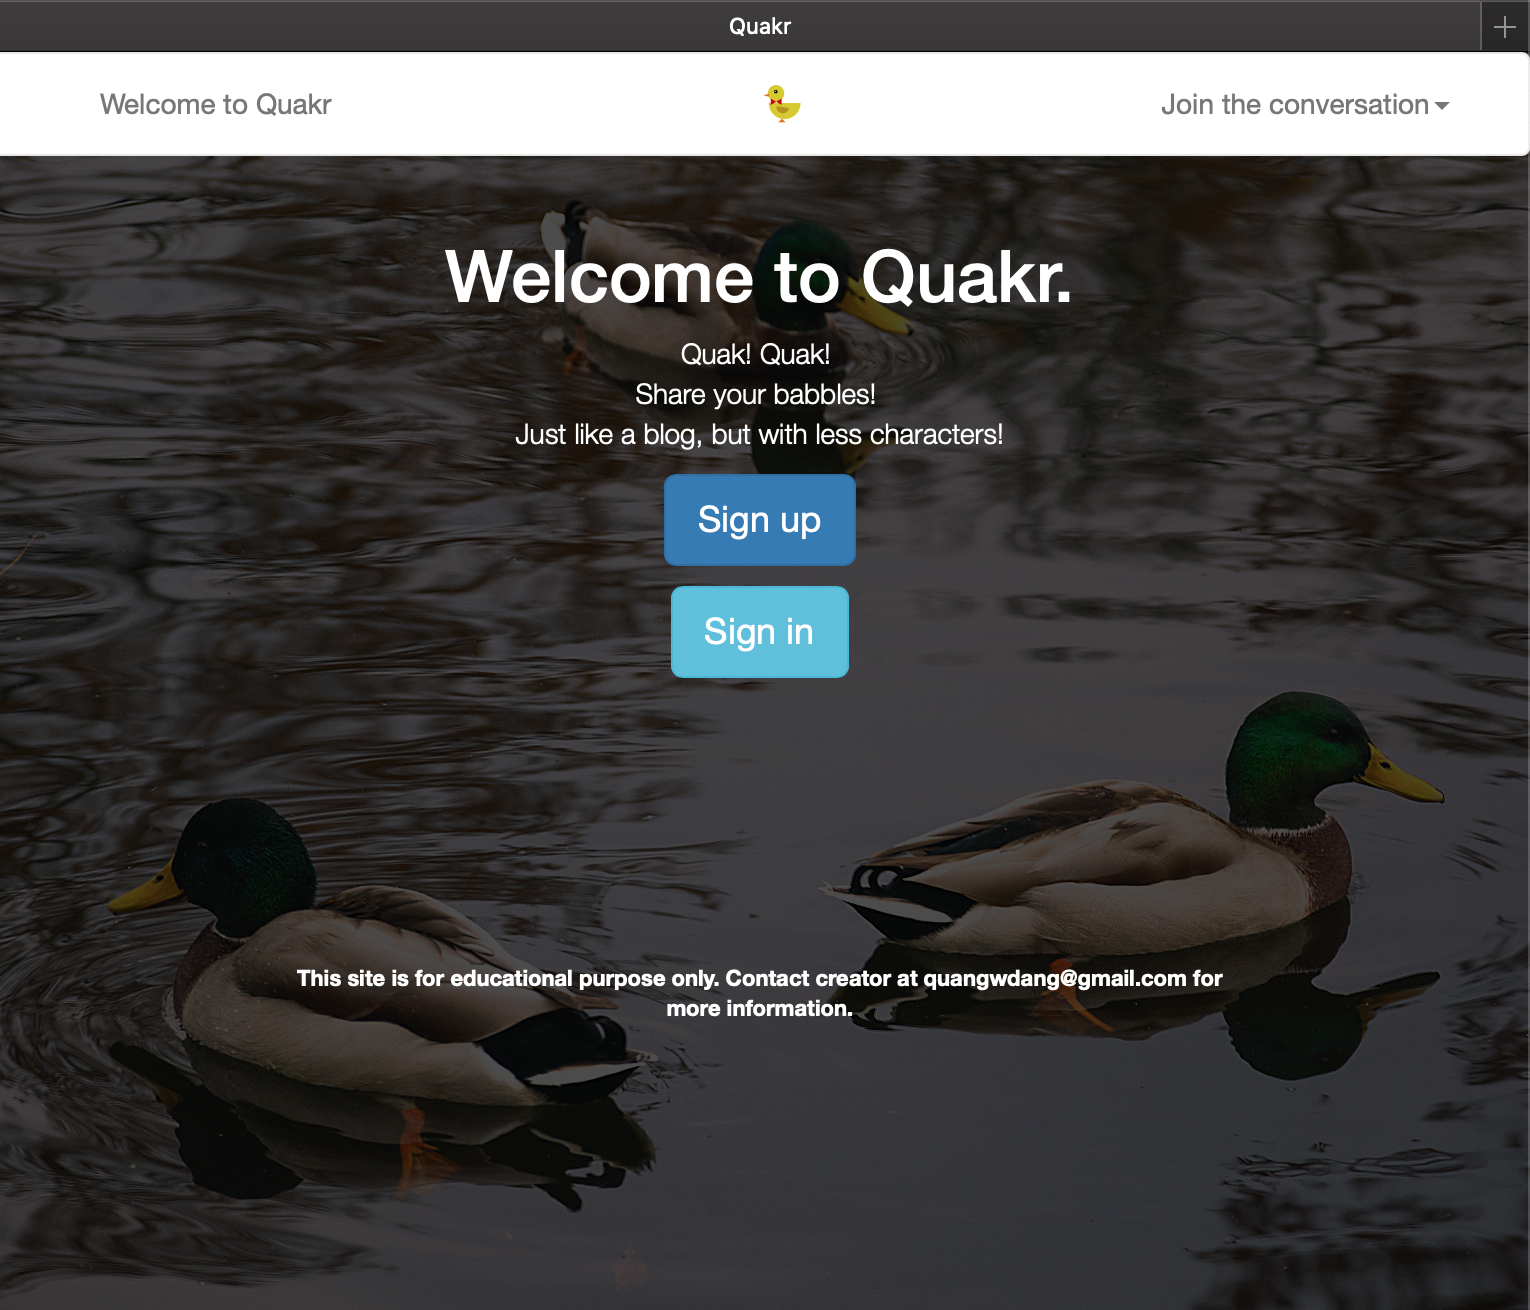 Quakr
Welcome to Quakr
Join the conversation
Welcome to Quakr.
Quak! Quak!
Share your babbles!
Just like a blog, but with less characters!
Sign up
Sign in
This site is for educational purpose only. Contact creator at quangwdang@gmail.com for
more information.